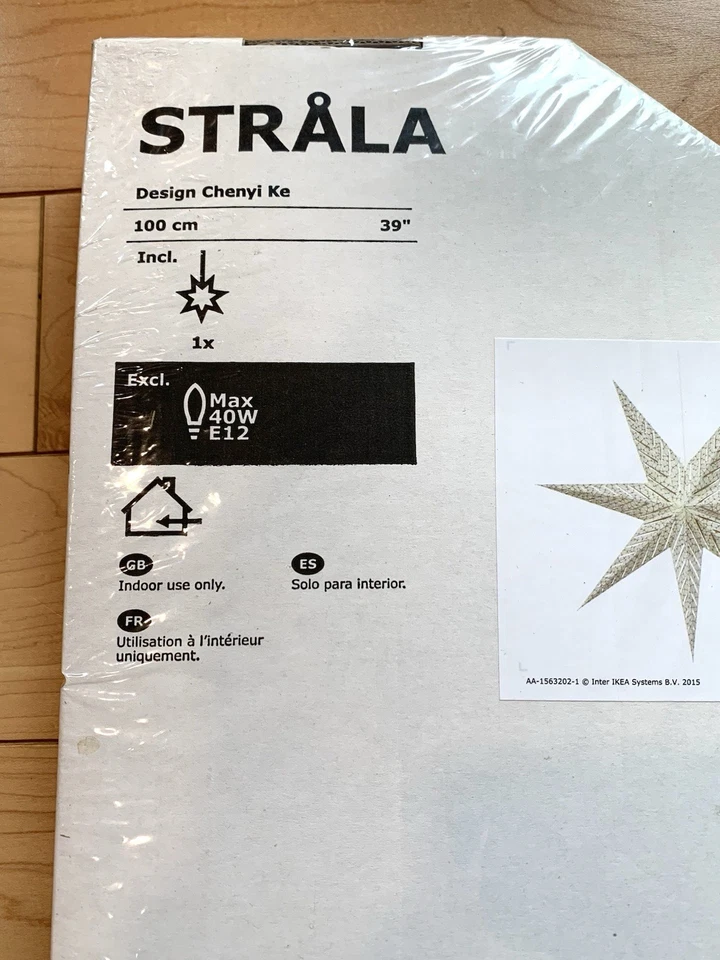 STRÅLA
Design Chenyi Ke
100 cm 39"
Incl.
1x
Excl.
Max
40W
E12
GB
Indoor use only.
ES
Solo para interior.
FR
Utilisation à l'intérieur
uniquement.
AA-1563202-1 © Inter IKEA Systems B.V. 2015